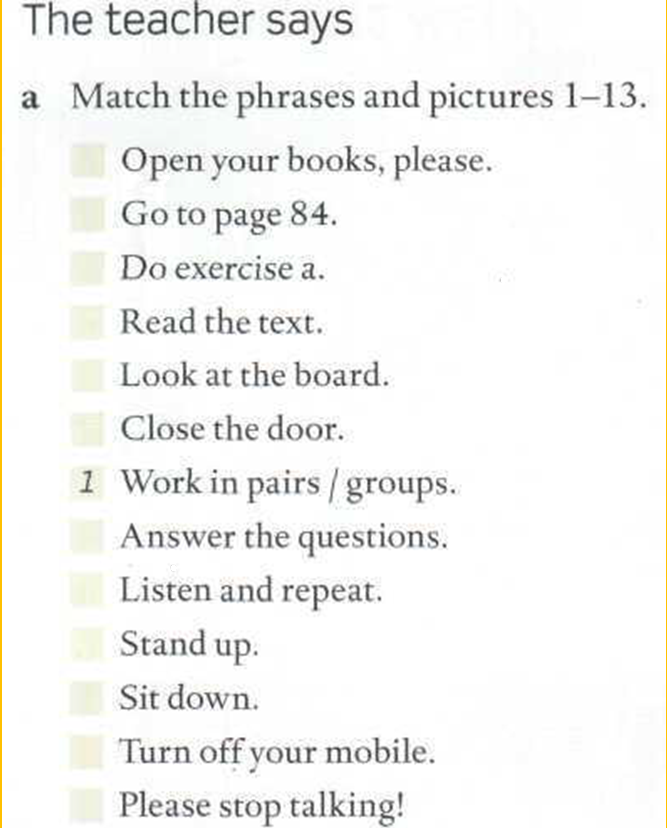 The teacher says
a Match the phrases and pictures 1–13.
Open your books, please.
Go to page 84.
Do exercise a.
Read the text.
Look at the board.
Close the door.
1 Work in pairs / groups.
Answer the questions.
Listen and repeat.
Stand up.
Sit down.
Turn off your mobile.
Please stop talking!